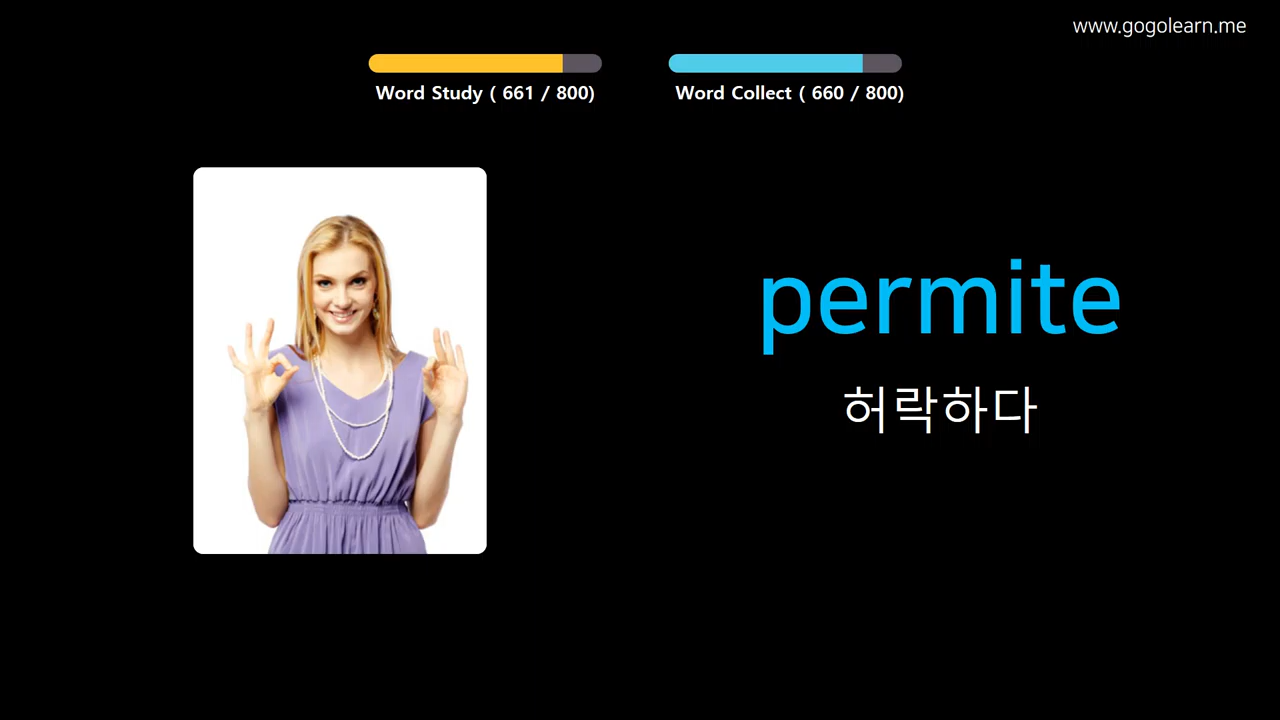 www.gogolearn.me
Word Study ( 661 / 800)
Word Collect ( 660 / 800)
permite
허락하다